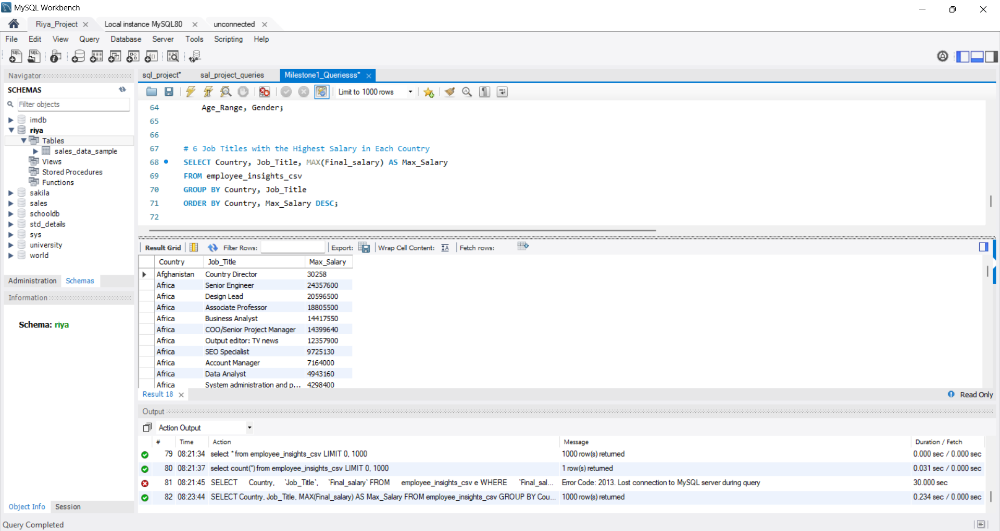 MySQL Workbench
Riya_Project
Local instance MySQL80
unconnected
File Edit View Query Database Server Tools Scripting Help
Navigator
SCHEMAS
Filter objects
imdb
riya
Tables
sales_data_sample
Views
Stored Procedures
Functions
sakila
sales
schooldb
std_details
sys
university
world
Administration Schemas
Information
Schema: riya
Object Info Session
sql_project* sal_project_queries Milestone1_Queriesss*
Limit to 1000 rows
64 Age_Range, Gender;
65
66
67 # 6 Job Titles with the Highest Salary in Each Country
68 SELECT Country, Job_Title, MAX(Final_salary) AS Max_Salary
69 FROM employee_insights_csv
70 GROUP BY Country, Job_Title
71 ORDER BY Country, Max_Salary DESC;
72
Result Grid Filter Rows: Export: Wrap Cell Content: Fetch rows:
Country Job_Title Max_Salary
Afghanistan Country Director 30258
Africa Senior Engineer 24357600
Africa Design Lead 20596500
Africa Associate Professor 18805500
Africa Business Analyst 14417550
Africa COO/Senior Project Manager 14399640
Africa Output editor: TV news 12357900
Africa SEO Specialist 9725130
Africa Account Manager 7164000
Africa Data Analyst 4943160
Africa System administration and p... 4298400
Result 18
Read Only
Output
Action Output
# Time Action Message Duration / Fetch
79 08:21:34 select * from employee_insights_csv LIMIT 0, 1000 1000 row(s) returned 0.000 sec / 0.000 sec
80 08:21:37 select count(*) from employee_insights_csv LIMIT 0, 1000 1 row(s) returned 0.031 sec / 0.000 sec
81 08:21:45 SELECT Country, `Job_Title`, `Final_salary` FROM employee_insights_csv e WHERE `Final_sal... Error Code: 2013. Lost connection to MySQL server during query 30.000 sec
82 08:23:44 SELECT Country, Job_Title, MAX(Final_salary) AS Max_Salary FROM employee_insights_csv GROUP BY Cou... 1000 row(s) returned 0.234 sec / 0.000 sec
Query Completed